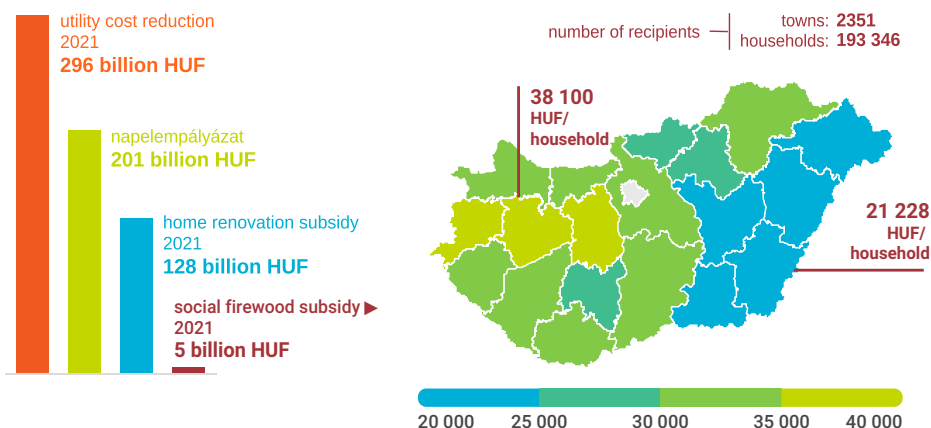 utility cost reduction
2021
296 billion HUF
napelempályázat
201 billion HUF
home renovation subsidy
2021
128 billion HUF
social firewood subsidy ▶
2021
5 billion HUF
number of recipients
towns: 2351
households: 193 346
38 100
HUF/
household
21 228
HUF/
household
20 000 25 000 30 000 35 000 40 000